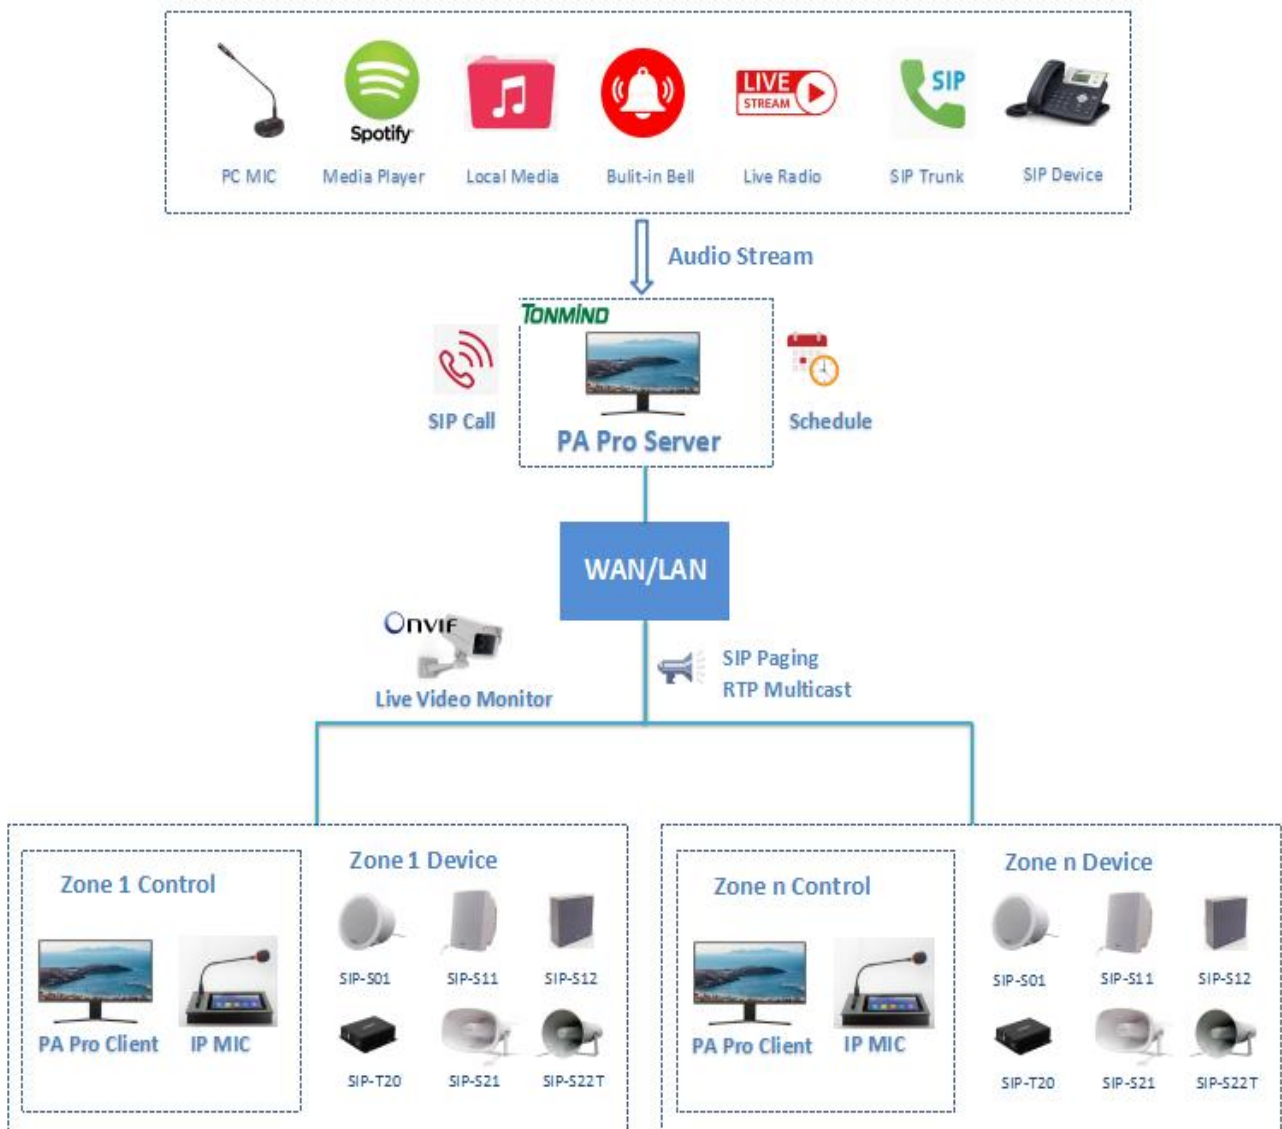 LIVE
STREAM
SIP
Spotify
PC MIC
Media Player
Local Media
Bulit-in Bell
Live Radio
SIP Trunk
SIP Device
Audio Stream
TONMIND
SIP Call
PA Pro Server
Schedule
WAN/LAN
ONVIF
Live Video Monitor
SIP Paging
RTP Multicast
Zone 1 Device
Zone 1 Control
SIP-S01
SIP-S11
SIP-S12
PA Pro Client
IP MIC
SIP-T20
SIP-S21
SIP-S22T
Zone n Device
Zone n Control
SIP-S01
SIP-S11
SIP-S12
PA Pro Client
IP MIC
SIP-T20
SIP-S21
SIP-S22T